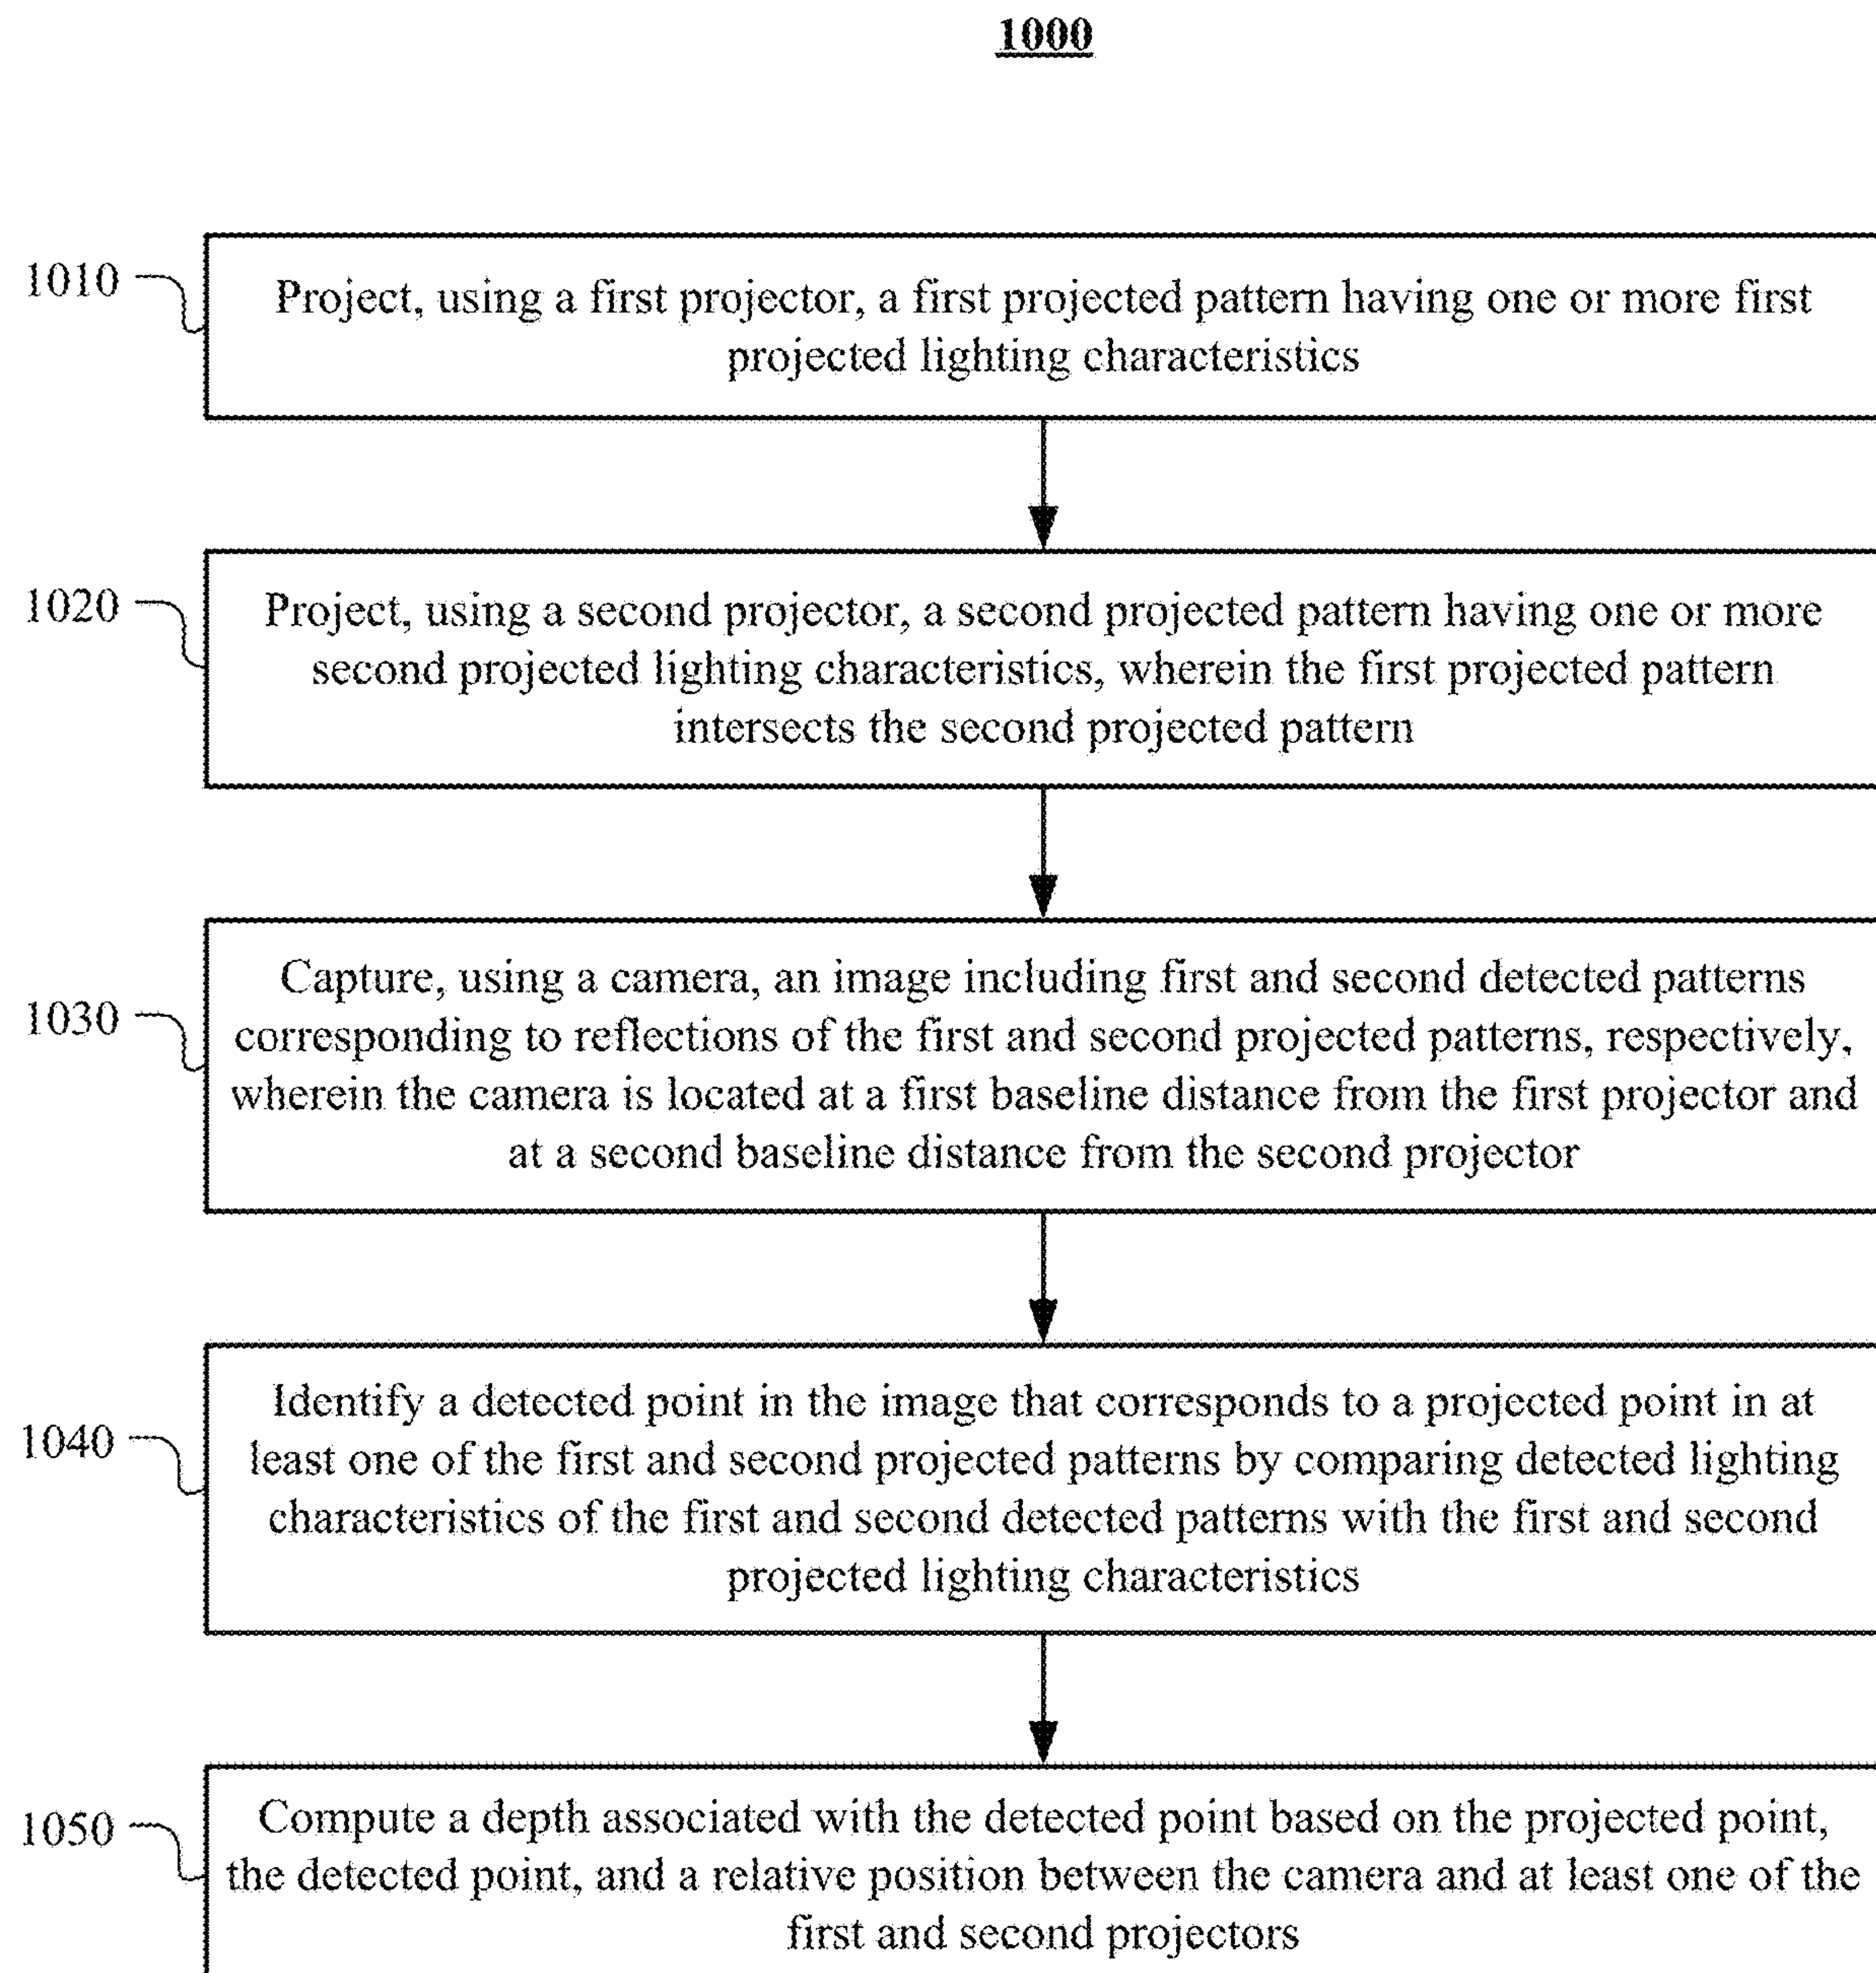 1000
1010
Project, using a first projector, a first projected pattern having one or more first
projected lighting characteristics
1020
Project, using a second projector, a second projected pattern having one or more
second projected lighting characteristics, wherein the first projected pattern
intersects the second projected pattern
1030
Capture, using a camera, an image including first and second detected patterns
corresponding to reflections of the first and second projected patterns, respectively,
wherein the camera is located at a first baseline distance from the first projector and
at a second baseline distance from the second projector
1040
Identify a detected point in the image that corresponds to a projected point in at
least one of the first and second projected patterns by comparing detected lighting
characteristics of the first and second detected patterns with the first and second
projected lighting characteristics
1050
Compute a depth associated with the detected point based on the projected point,
the detected point, and a relative position between the camera and at least one of the
first and second projectors